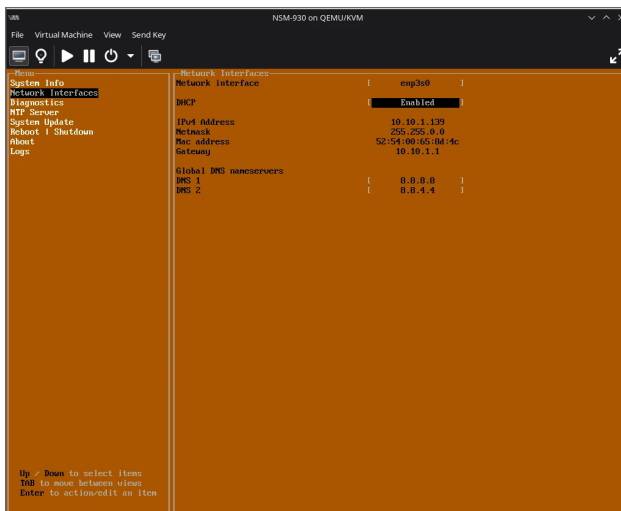 NSM-930 on QEMU/KVM
File Virtual Machine View Send Key
Menu
System Info
Network Interfaces
Diagnostics
NTP Server
System Update
Reboot | Shutdown
About
Logs
Network Interfaces
Network interface [ enp3s0 ]
DHCP [ Enabled ]
IPv4 Address 10.10.1.139
Netmask 255.255.0.0
Mac address 52:54:00:65:8d:4c
Gateway 10.10.1.1
Global DNS nameservers
DNS 1 [ 8.8.8.8 ]
DNS 2 [ 8.8.4.4 ]
Up / Down to select items
TAB to move between views
Enter to action/edit an item